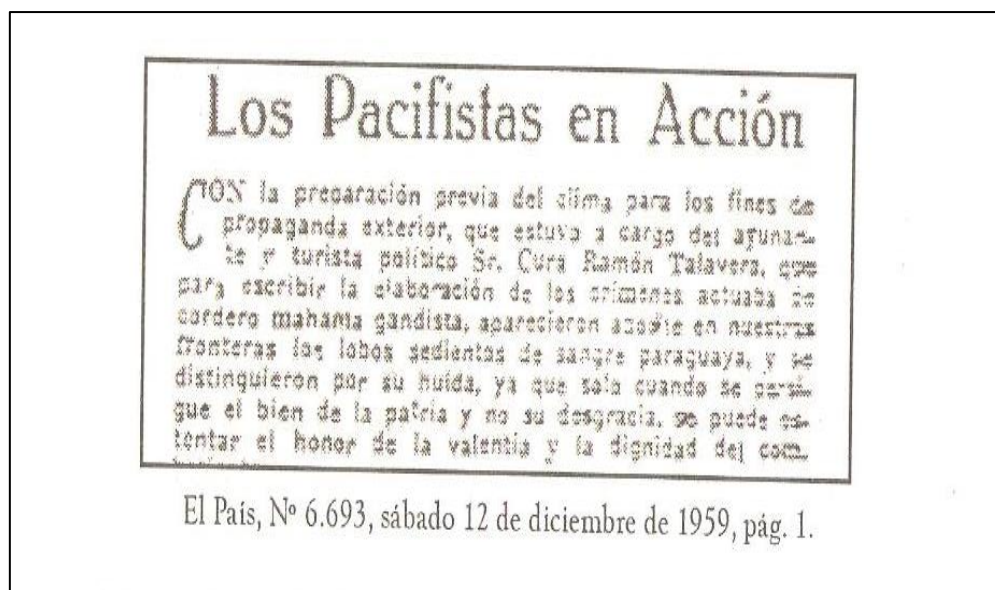 Los Pacifistas en Acción
CON la preparación previa del clima para los fines de
propaganda exterior, que estuvo a cargo del ayunan-
te y turista político Sr. Cura Ramón Talavera, que
para escribir la elaboración de los crímenes actuaba de
cordero mahatma gandista, aparecieron anoche en nuestras
fronteras los lobos sedientos de sangre paraguaya, y se
distinguieron por su huida, ya que solo cuando se persi-
gue el bien de la patria y no su desgracia, se puede os-
tentar el honor de la valentía y la dignidad del com-
El País, Nº 6.693, sábado 12 de diciembre de 1959, pág. 1.